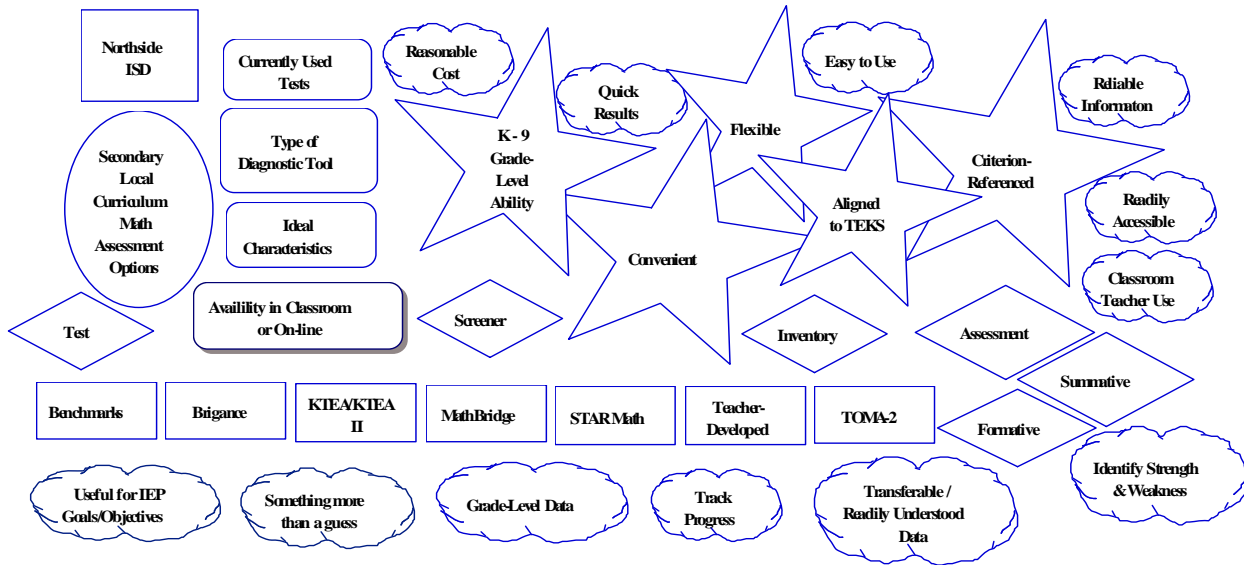 Northside
ISD
Currently Used
Tests
Reasonable
Cost
Quick
Results
Easy to Use
Reliable
Informaton
Secondary
Local
Curriculum
Math
Assessment
Options
Type of
Diagnostic Tool
K - 9
Grade-
Level
Ability
Flexible
Criterion-
Referenced
Ideal
Characteristics
Aligned
to TEKS
Readily
Accessible
Convenient
Classroom
Teacher Use
Test
Availility in Classroom
or On-line
Screener
Inventory
Assessment
Summative
Benchmarks
Brigance
KTEA/KTEA
II
MathBridge
STAR Math
Teacher-
Developed
TOMA-2
Formative
Useful for IEP
Goals/Objectives
Something more
than a guess
Grade-Level Data
Track
Progress
Transferable /
Readily Understood
Data
Identify Strength
& Weakness